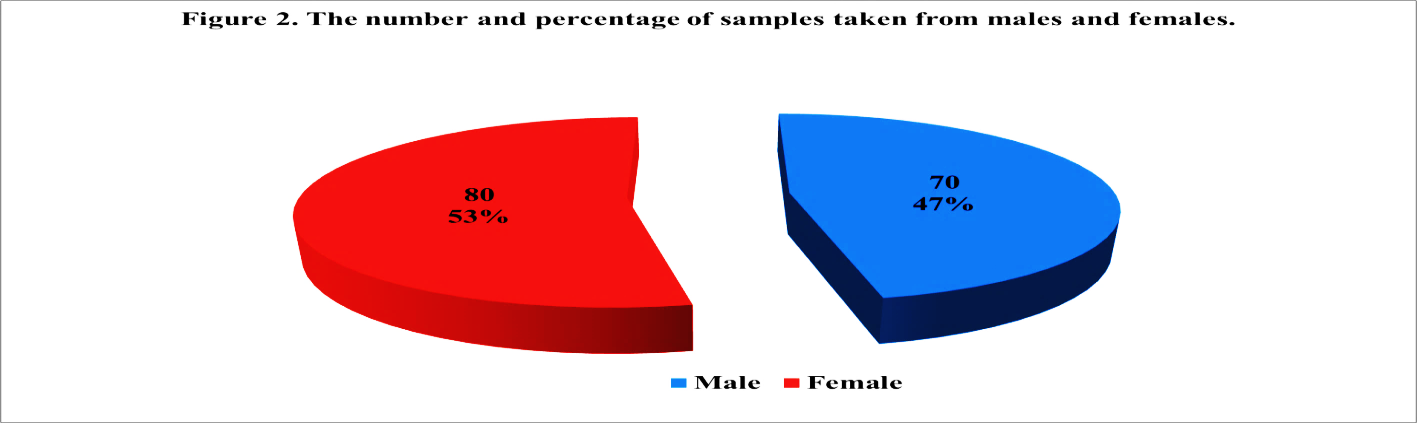 Figure 2. The number and percentage of samples taken from males and females.
80
53%
70
47%
Male Female